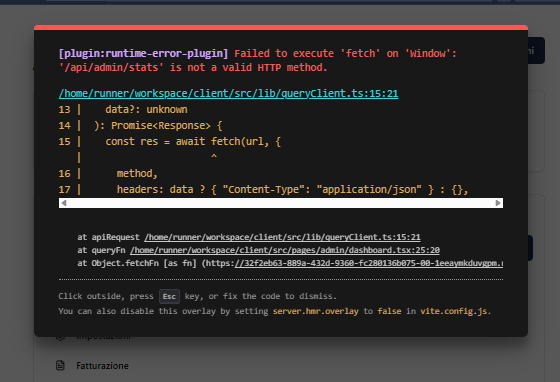 ni
[plugin:runtime-error-plugin] Failed to execute 'fetch' on 'Window':
'/api/admin/stats' is not a valid HTTP method.
/home/runner/workspace/client/src/lib/queryClient.ts:15:21
13 |     data?: unknown
14 |   ): Promise<Response> {
15 |     const res = await fetch(url, {
   |                       ^
16 |       method,
17 |       headers: data ? { "Content-Type": "application/json" } : {},
at apiRequest /home/runner/workspace/client/src/lib/queryClient.ts:15:21
at queryFn /home/runner/workspace/client/src/pages/admin/dashboard.tsx:25:20
at Object.fetchFn [as fn] (https://32f2eb63-889a-432d-9360-fc280136b075-00-1eeaymkduvgpm.
Click outside, press Esc key, or fix the code to dismiss.
You can also disable this overlay by setting server.hmr.overlay to false in vite.config.js.
Impostazioni
Fatturazione